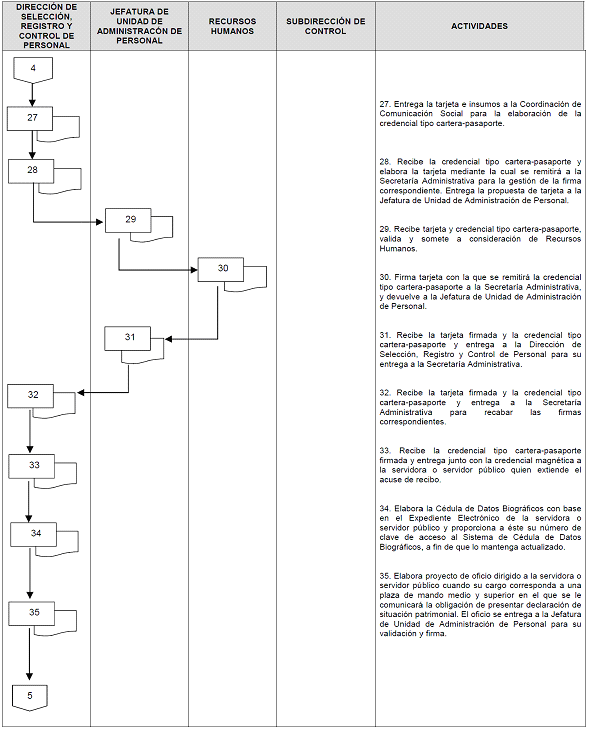 DIRECCIÓN DE
SELECCIÓN,
REGISTRO Y
CONTROL DE
PERSONAL
JEFATURA DE
UNIDAD DE
ADMINISTRACÓN DE
PERSONAL
RECURSOS
HUMANOS
SUBDIRECCIÓN DE
CONTROL
ACTIVIDADES
4
27
28
29
30
31
32
33
34
35
5
27. Entrega la tarjeta e insumos a la Coordinación de
Comunicación Social para la elaboración de la
credencial tipo cartera-pasaporte.
28. Recibe la credencial tipo cartera-pasaporte y
elabora la tarjeta mediante la cual se remitirá a la
Secretaría Administrativa para la gestión de la firma
correspondiente. Entrega la propuesta de tarjeta a la
Jefatura de Unidad de Administración de Personal.
29. Recibe tarjeta y credencial tipo cartera-pasaporte,
valida y somete a consideración de Recursos
Humanos.
30. Firma tarjeta con la que se remitirá la credencial
tipo cartera-pasaporte a la Secretaría Administrativa,
y devuelve a la Jefatura de Unidad de Administración
de Personal.
31. Recibe la tarjeta firmada y la credencial tipo
cartera-pasaporte y entrega a la Dirección de
Selección, Registro y Control de Personal para su
entrega a la Secretaría Administrativa.
32. Recibe la tarjeta firmada y la credencial tipo
cartera-pasaporte y entrega a la Secretaría
Administrativa para recabar las firmas
correspondientes.
33. Recibe la credencial tipo cartera-pasaporte
firmada y entrega junto con la credencial magnética a
la servidora o servidor público quien extiende el
acuse de recibo.
34. Elabora la Cédula de Datos Biográficos con base
en el Expediente Electrónico de la servidora o
servidor público y proporciona a éste su número de
clave de acceso al Sistema de Cédula de Datos
Biográficos, a fin de que lo mantenga actualizado.
35. Elabora proyecto de oficio dirigido a la servidora o
servidor público cuando su cargo corresponda a una
plaza de mando medio y superior en el que se le
comunicará la obligación de presentar declaración de
situación patrimonial. El oficio se entrega a la Jefatura
de Unidad de Administración de Personal para su
validación y firma.